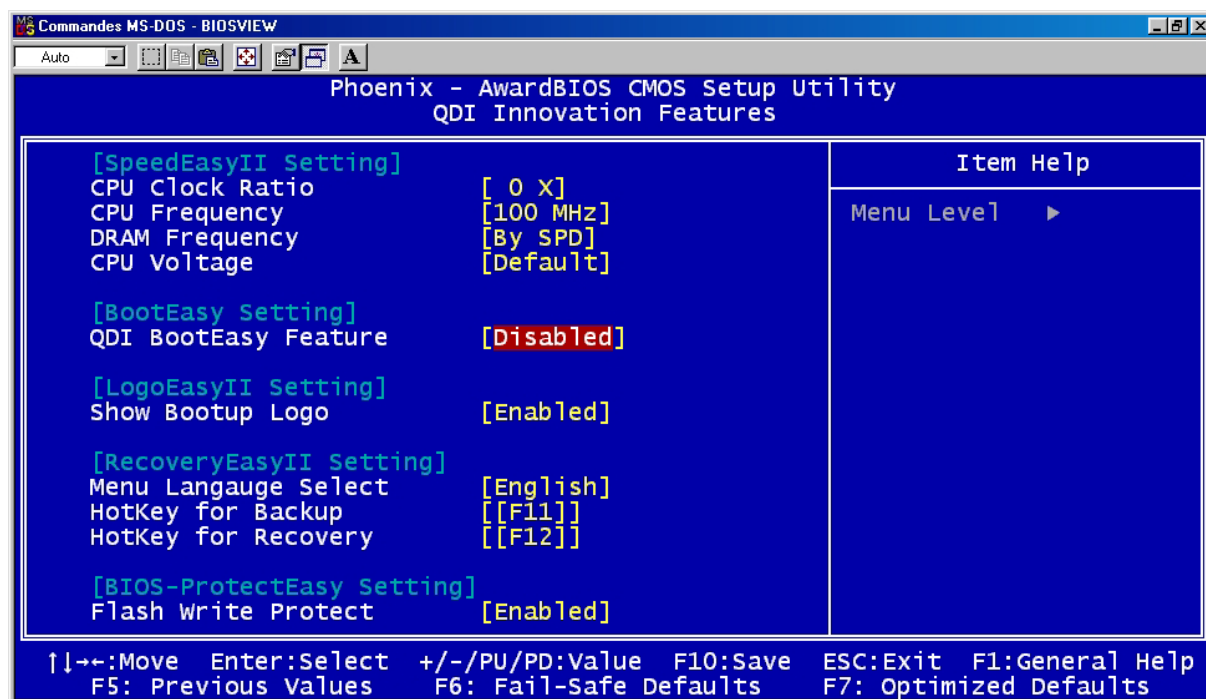 Commandes MS-DOS - BIOSVIEW
Auto
A
Phoenix - AwardBIOS CMOS Setup Utility
QDI Innovation Features
[SpeedEasyII Setting]
CPU Clock Ratio [ 0 X]
CPU Frequency [100 MHz]
DRAM Frequency [By SPD]
CPU Voltage [Default]
[BootEasy Setting]
QDI BootEasy Feature [Disabled]
[LogoEasyII Setting]
Show Bootup Logo [Enabled]
[RecoveryEasyII Setting]
Menu Langauge Select [English]
HotKey for Backup [[F11]]
HotKey for Recovery [[F12]]
[BIOS-ProtectEasy Setting]
Flash Write Protect [Enabled]
Item Help
Menu Level ▶
↑↓→←:Move Enter:Select +/-/PU/PD:Value F10:Save ESC:Exit F1:General Help
F5: Previous Values F6: Fail-Safe Defaults F7: Optimized Defaults